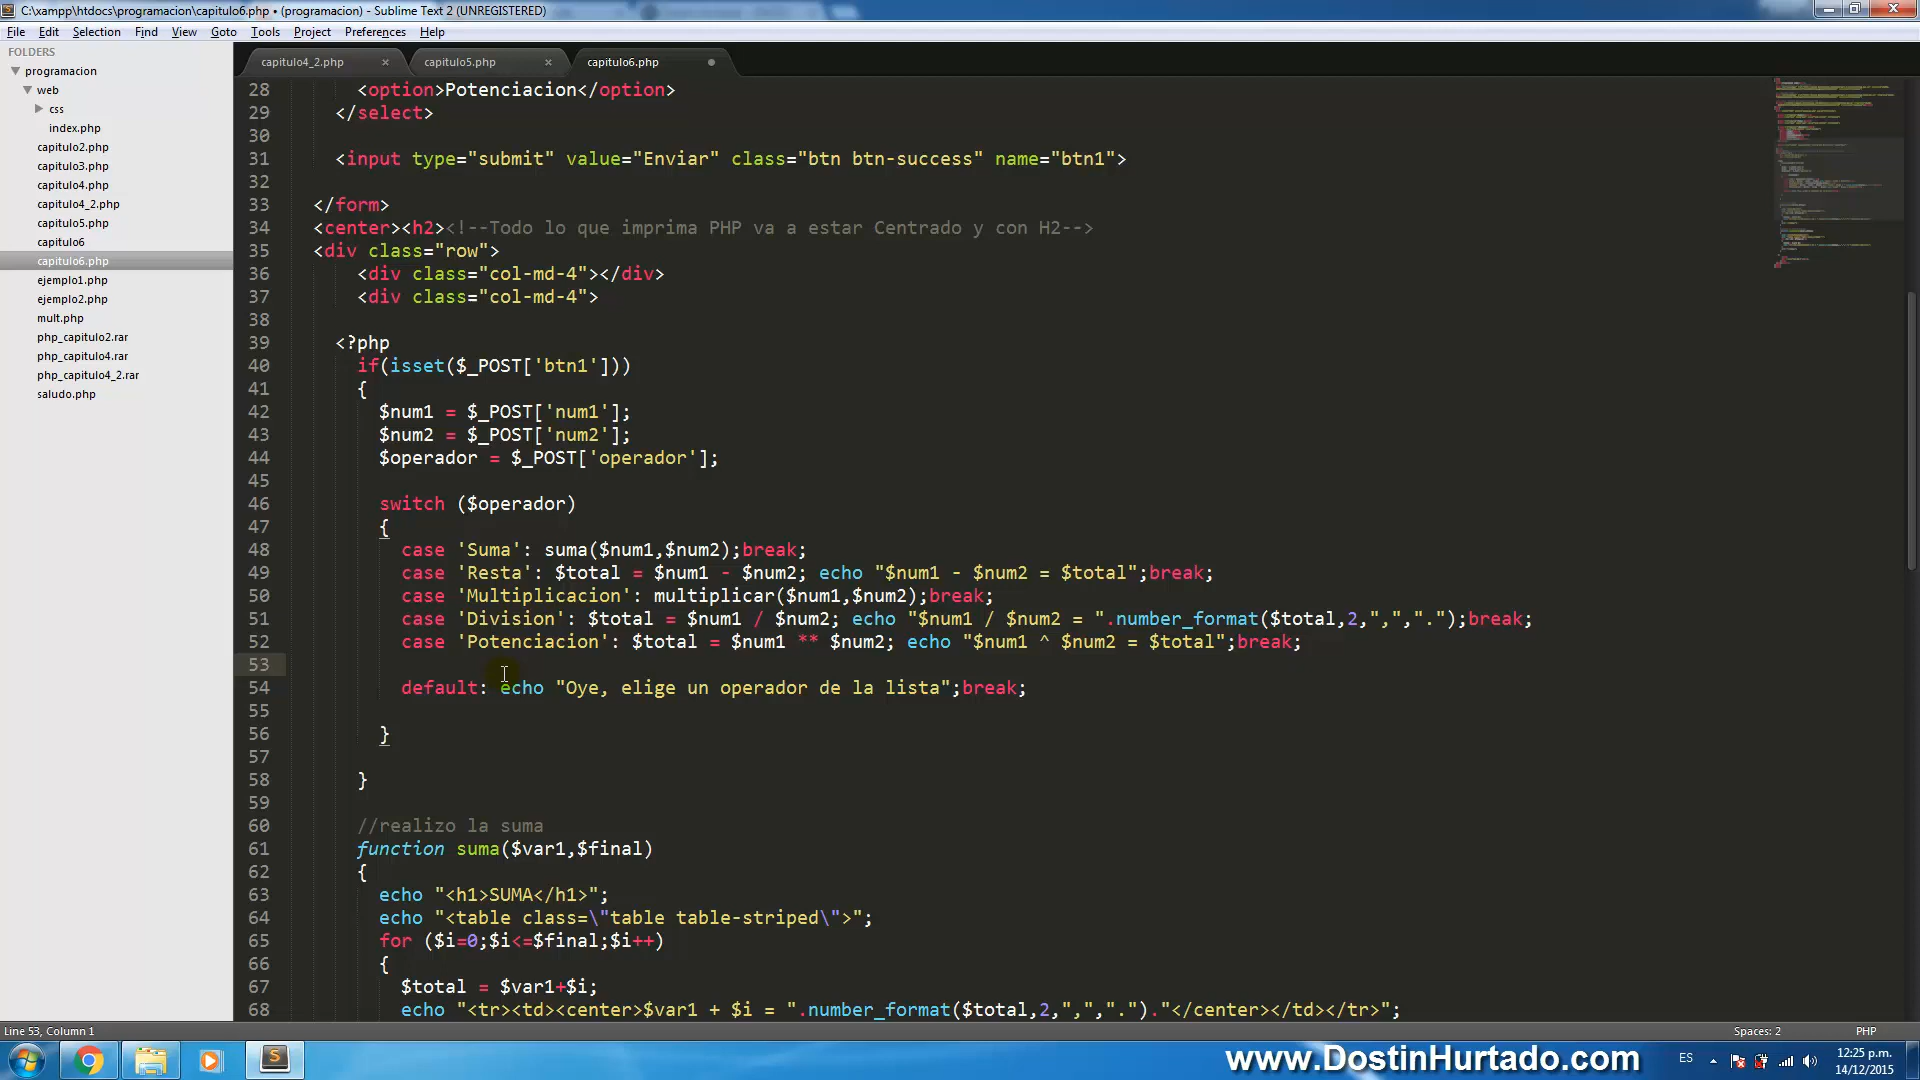 C:\xampp\htdocs\programacion\capitulo6.php • (programacion) - Sublime Text 2 (UNREGISTERED)
File Edit Selection Find View Goto Tools Project Preferences Help
FOLDERS
programacion
web
css
index.php
capitulo2.php
capitulo3.php
capitulo4.php
capitulo4_2.php
capitulo5.php
capitulo6
capitulo6.php
ejemplo1.php
ejemplo2.php
mult.php
php_capitulo2.rar
php_capitulo4.rar
php_capitulo4_2.rar
saludo.php
capitulo4_2.php × capitulo5.php × capitulo6.php •
28 <option>Potenciacion</option>
29 </select>
30
31 <input type="submit" value="Enviar" class="btn btn-success" name="btn1">
32
33 </form>
34 <center><h2><!--Todo lo que imprima PHP va a estar Centrado y con H2-->
35 <div class="row">
36 <div class="col-md-4"></div>
37 <div class="col-md-4">
38
39 <?php
40 if(isset($_POST['btn1']))
41 {
42 $num1 = $_POST['num1'];
43 $num2 = $_POST['num2'];
44 $operador = $_POST['operador'];
45
46 switch ($operador)
47 {
48 case 'Suma': suma($num1,$num2);break;
49 case 'Resta': $total = $num1 - $num2; echo "$num1 - $num2 = $total";break;
50 case 'Multiplicacion': multiplicar($num1,$num2);break;
51 case 'Division': $total = $num1 / $num2; echo "$num1 / $num2 = ".number_format($total,2,",",".");break;
52 case 'Potenciacion': $total = $num1 ** $num2; echo "$num1 ^ $num2 = $total";break;
53
54 default: echo "Oye, elige un operador de la lista";break;
55
56 }
57
58 }
59
60 //realizo la suma
61 function suma($var1,$final)
62 {
63 echo "<h1>SUMA</h1>";
64 echo "<table class=\"table table-striped\">";
65 for ($i=0;$i<=$final;$i++)
66 {
67 $total = $var1+$i;
68 echo "<tr><td><center>$var1 + $i = ".number_format($total,2,",",".")."</center></td></tr>";
Line 53, Column 1
Spaces: 2 PHP
www.DostinHurtado.com
ES
12:25 p.m.
14/12/2015